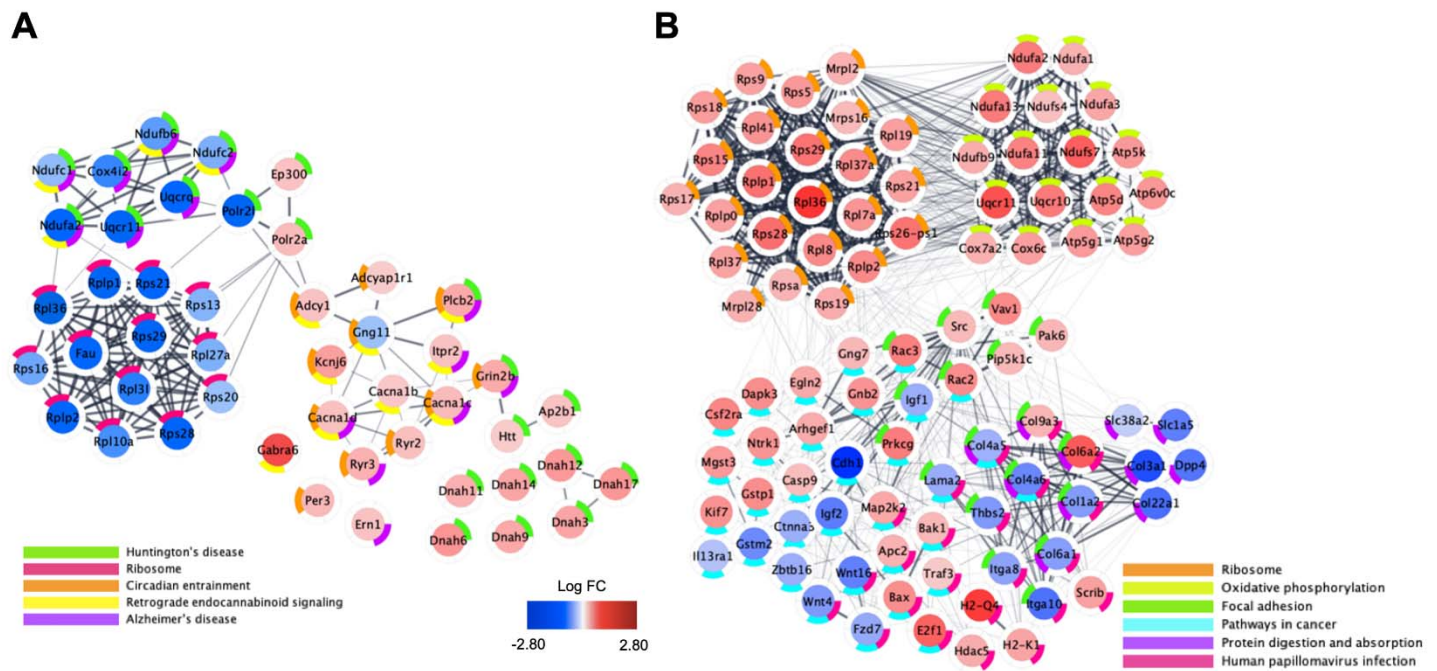 A
Ndufb6
Ndufc2
Ndufc1
Cox4i2
Ep300
Uqcrq
Polr2l
Ndufa2
Uqcr11
Polr2a
Rplp1
Rps21
Adcyap1r1
Rpl36
Rps13
Adcy1
Plcb2
Rps29
Gng11
Fau
Rpl27a
Rps16
Kcnj6
Itpr2
Rpl31
Rps20
Grin2b
Cacna1b
Rplp2
Cacna1d
Cacna1c
Ap2b1
Rpl10a
Rps28
Ryr2
Htt
Gabra6
Ryr3
Dnah12
Dnah11
Dnah14
Dnah17
Per3
Ern1
Dnah6
Dnah9
Dnah3
Huntington's disease
Ribosome
Circadian entrainment
Retrograde endocannabinoid signaling
Alzheimer's disease
Log FC
-2.80
2.80
B
Ndufa2
Ndufa1
Mrpl2
Rps9
Rps5
Rps18
Ndufa13
Ndufs4
Ndufa3
Rpl41
Mrps16
Rpl19
Rps15
Rps29
Rpl37a
Ndufb9
Ndufa11
Ndufs7
Atp5k
Rplp1
Rps21
Rps17
Rpl36
Uqcr11
Uqcr10
Atp5d
Atp6v0c
Rplp0
Rpl7a
Rps28
Rps26-ps1
Rpl8
Cox7a2
Cox6c
Atp5g1
Atp5g2
Rpl37
Rplp2
Rpsa
Mrpl28
Rps19
Vav1
Src
Pak6
Gng7
Rac3
Pip5k1c
Egln2
Rac2
Dapk3
Gnb2
Igf1
Csf2ra
Arhgef1
Col9a3
Slc38a2
Slc1a5
Ntrk1
Prkcg
Col4a5
Col6a2
Mgst3
Cdh1
Col3a1
Dpp4
Casp9
Lama2
Col4a6
Gstp1
Map2k2
Thbs2
Col1a2
Col22a1
Kif7
Ctnna3
Igf2
Bak1
Il13ra1
Gstm2
Apc2
Col6a1
Zbtb16
Wnt16
Traf3
Itga8
Wnt4
Bax
H2-Q4
Itga10
Scrib
Fzd7
E2f1
Hdac5
H2-K1
Ribosome
Oxidative phosphorylation
Focal adhesion
Pathways in cancer
Protein digestion and absorption
Human papillomavirus infection